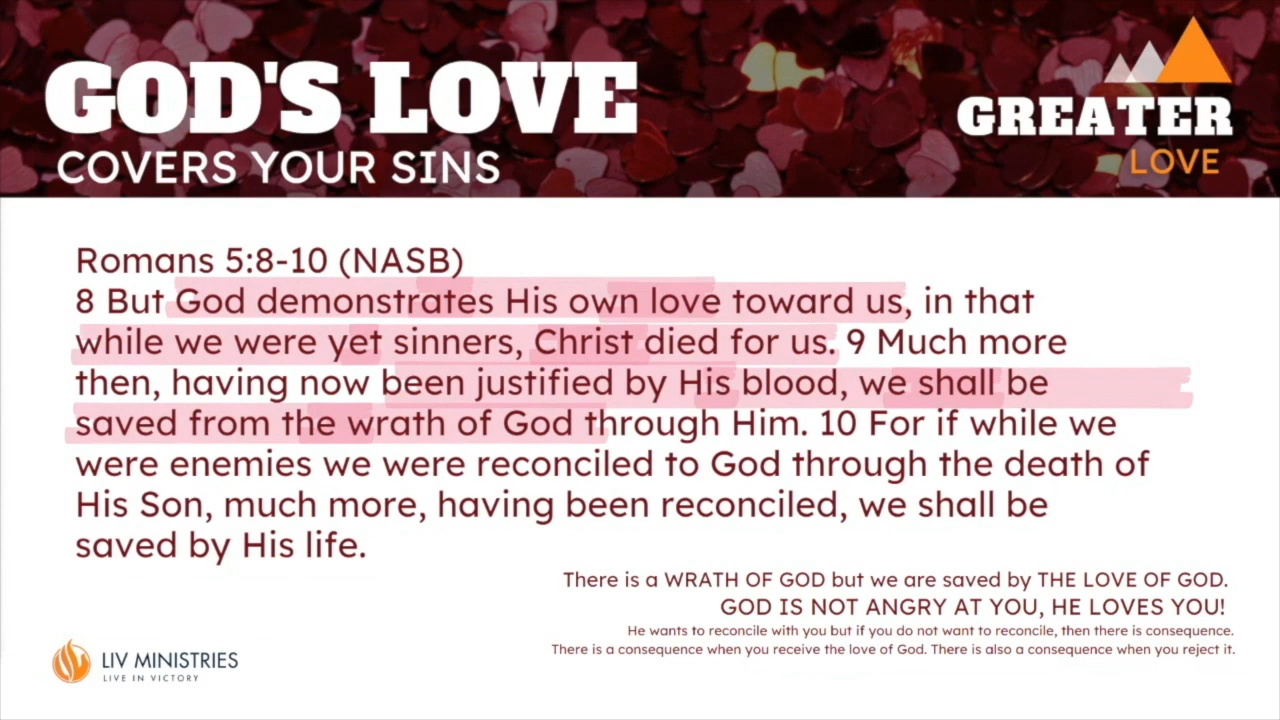 GOD'S LOVE
COVERS YOUR SINS
GREATER
LOVE
Romans 5:8-10 (NASB)
8 But God demonstrates His own love toward us, in that
while we were yet sinners, Christ died for us. 9 Much more
then, having now been justified by His blood, we shall be
saved from the wrath of God through Him. 10 For if while we
were enemies we were reconciled to God through the death of
His Son, much more, having been reconciled, we shall be
saved by His life.
There is a WRATH OF GOD but we are saved by THE LOVE OF GOD.
GOD IS NOT ANGRY AT YOU, HE LOVES YOU!
He wants to reconcile with you but if you do not want to reconcile, then there is consequence.
There is a consequence when you receive the love of God. There is also a consequence when you reject it.
LIV MINISTRIES
LIVE IN VICTORY